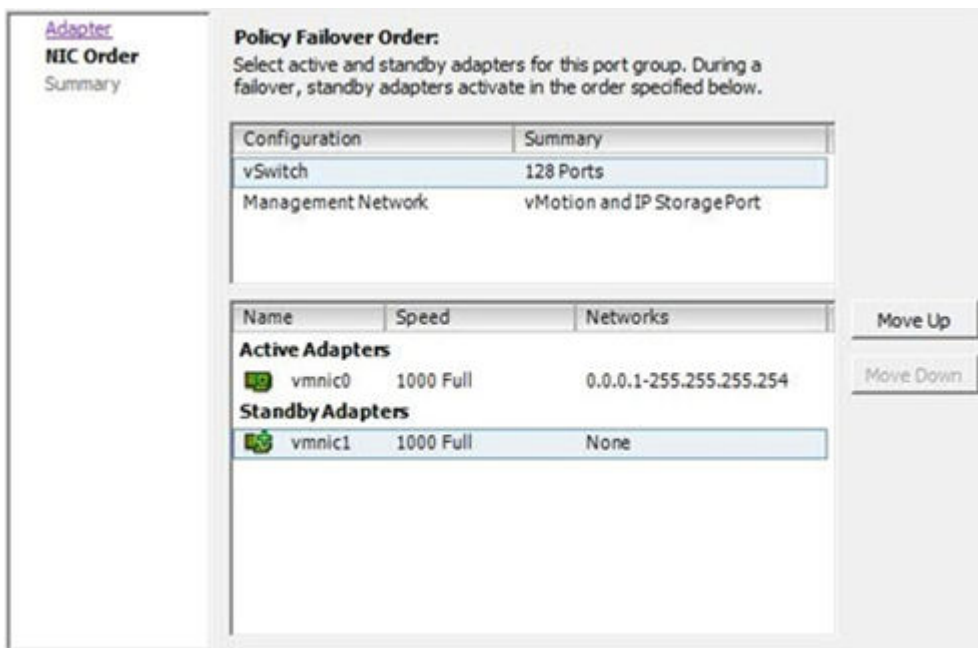 Adapter
NIC Order
Summary
Policy Failover Order:
Select active and standby adapters for this port group. During a
failover, standby adapters activate in the order specified below.
Configuration Summary
vSwitch 128 Ports
Management Network vMotion and IP StoragePort
Name Speed Networks
Active Adapters
vmnic0 1000 Full 0.0.0.1-255.255.255.254
Standby Adapters
vmnic1 1000 Full None
Move Up
Move Down